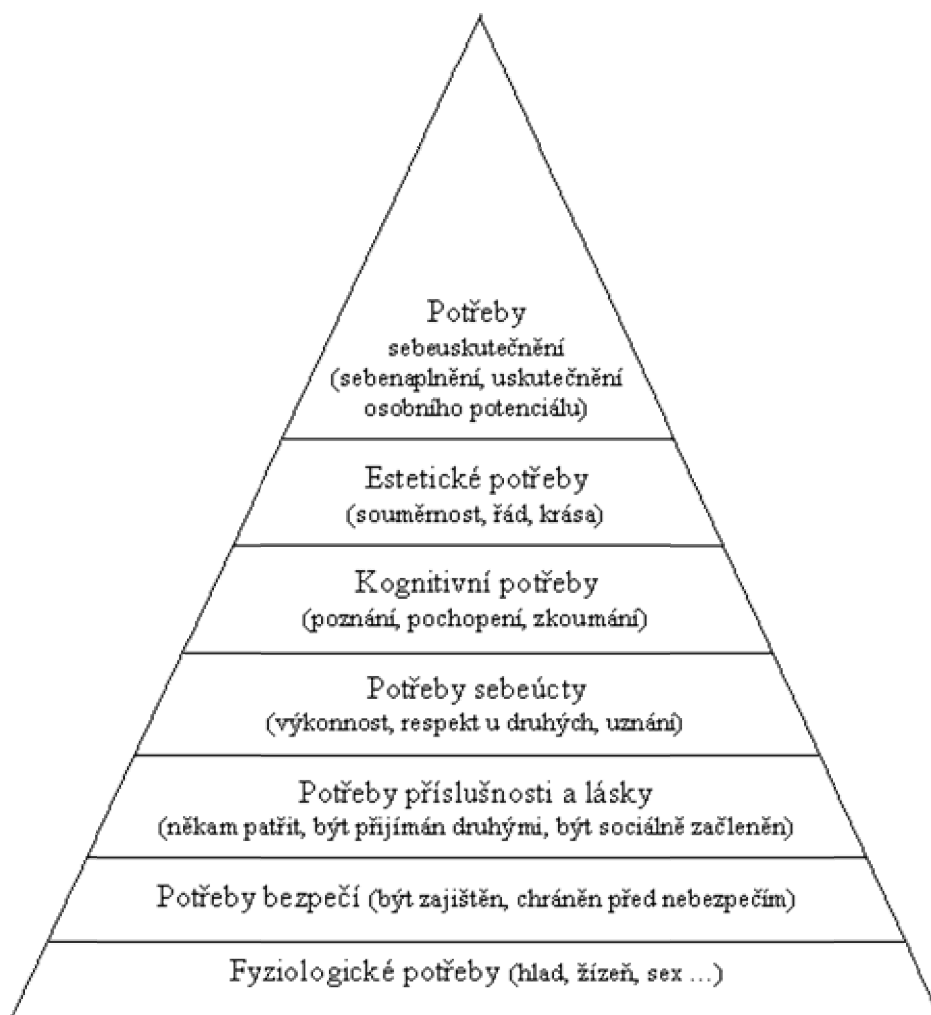 Potřeby
sebeuskutečnění
(sebenaplnění, uskutečnění
osobního potenciálu)
Estetické potřeby
(souměrnost, řád, krása)
Kognitivní potřeby
(poznání, pochopení, zkoumání)
Potřeby sebeúcty
(výkonnost, respekt u druhých, uznání)
Potřeby příslušnosti a lásky
(někam patřit, být přijímán druhými, být sociálně začleněn)
Potřeby bezpečí (být zajištěn, chráněn před nebezpečím)
Fyziologické potřeby (hlad, žízeň, sex ...)